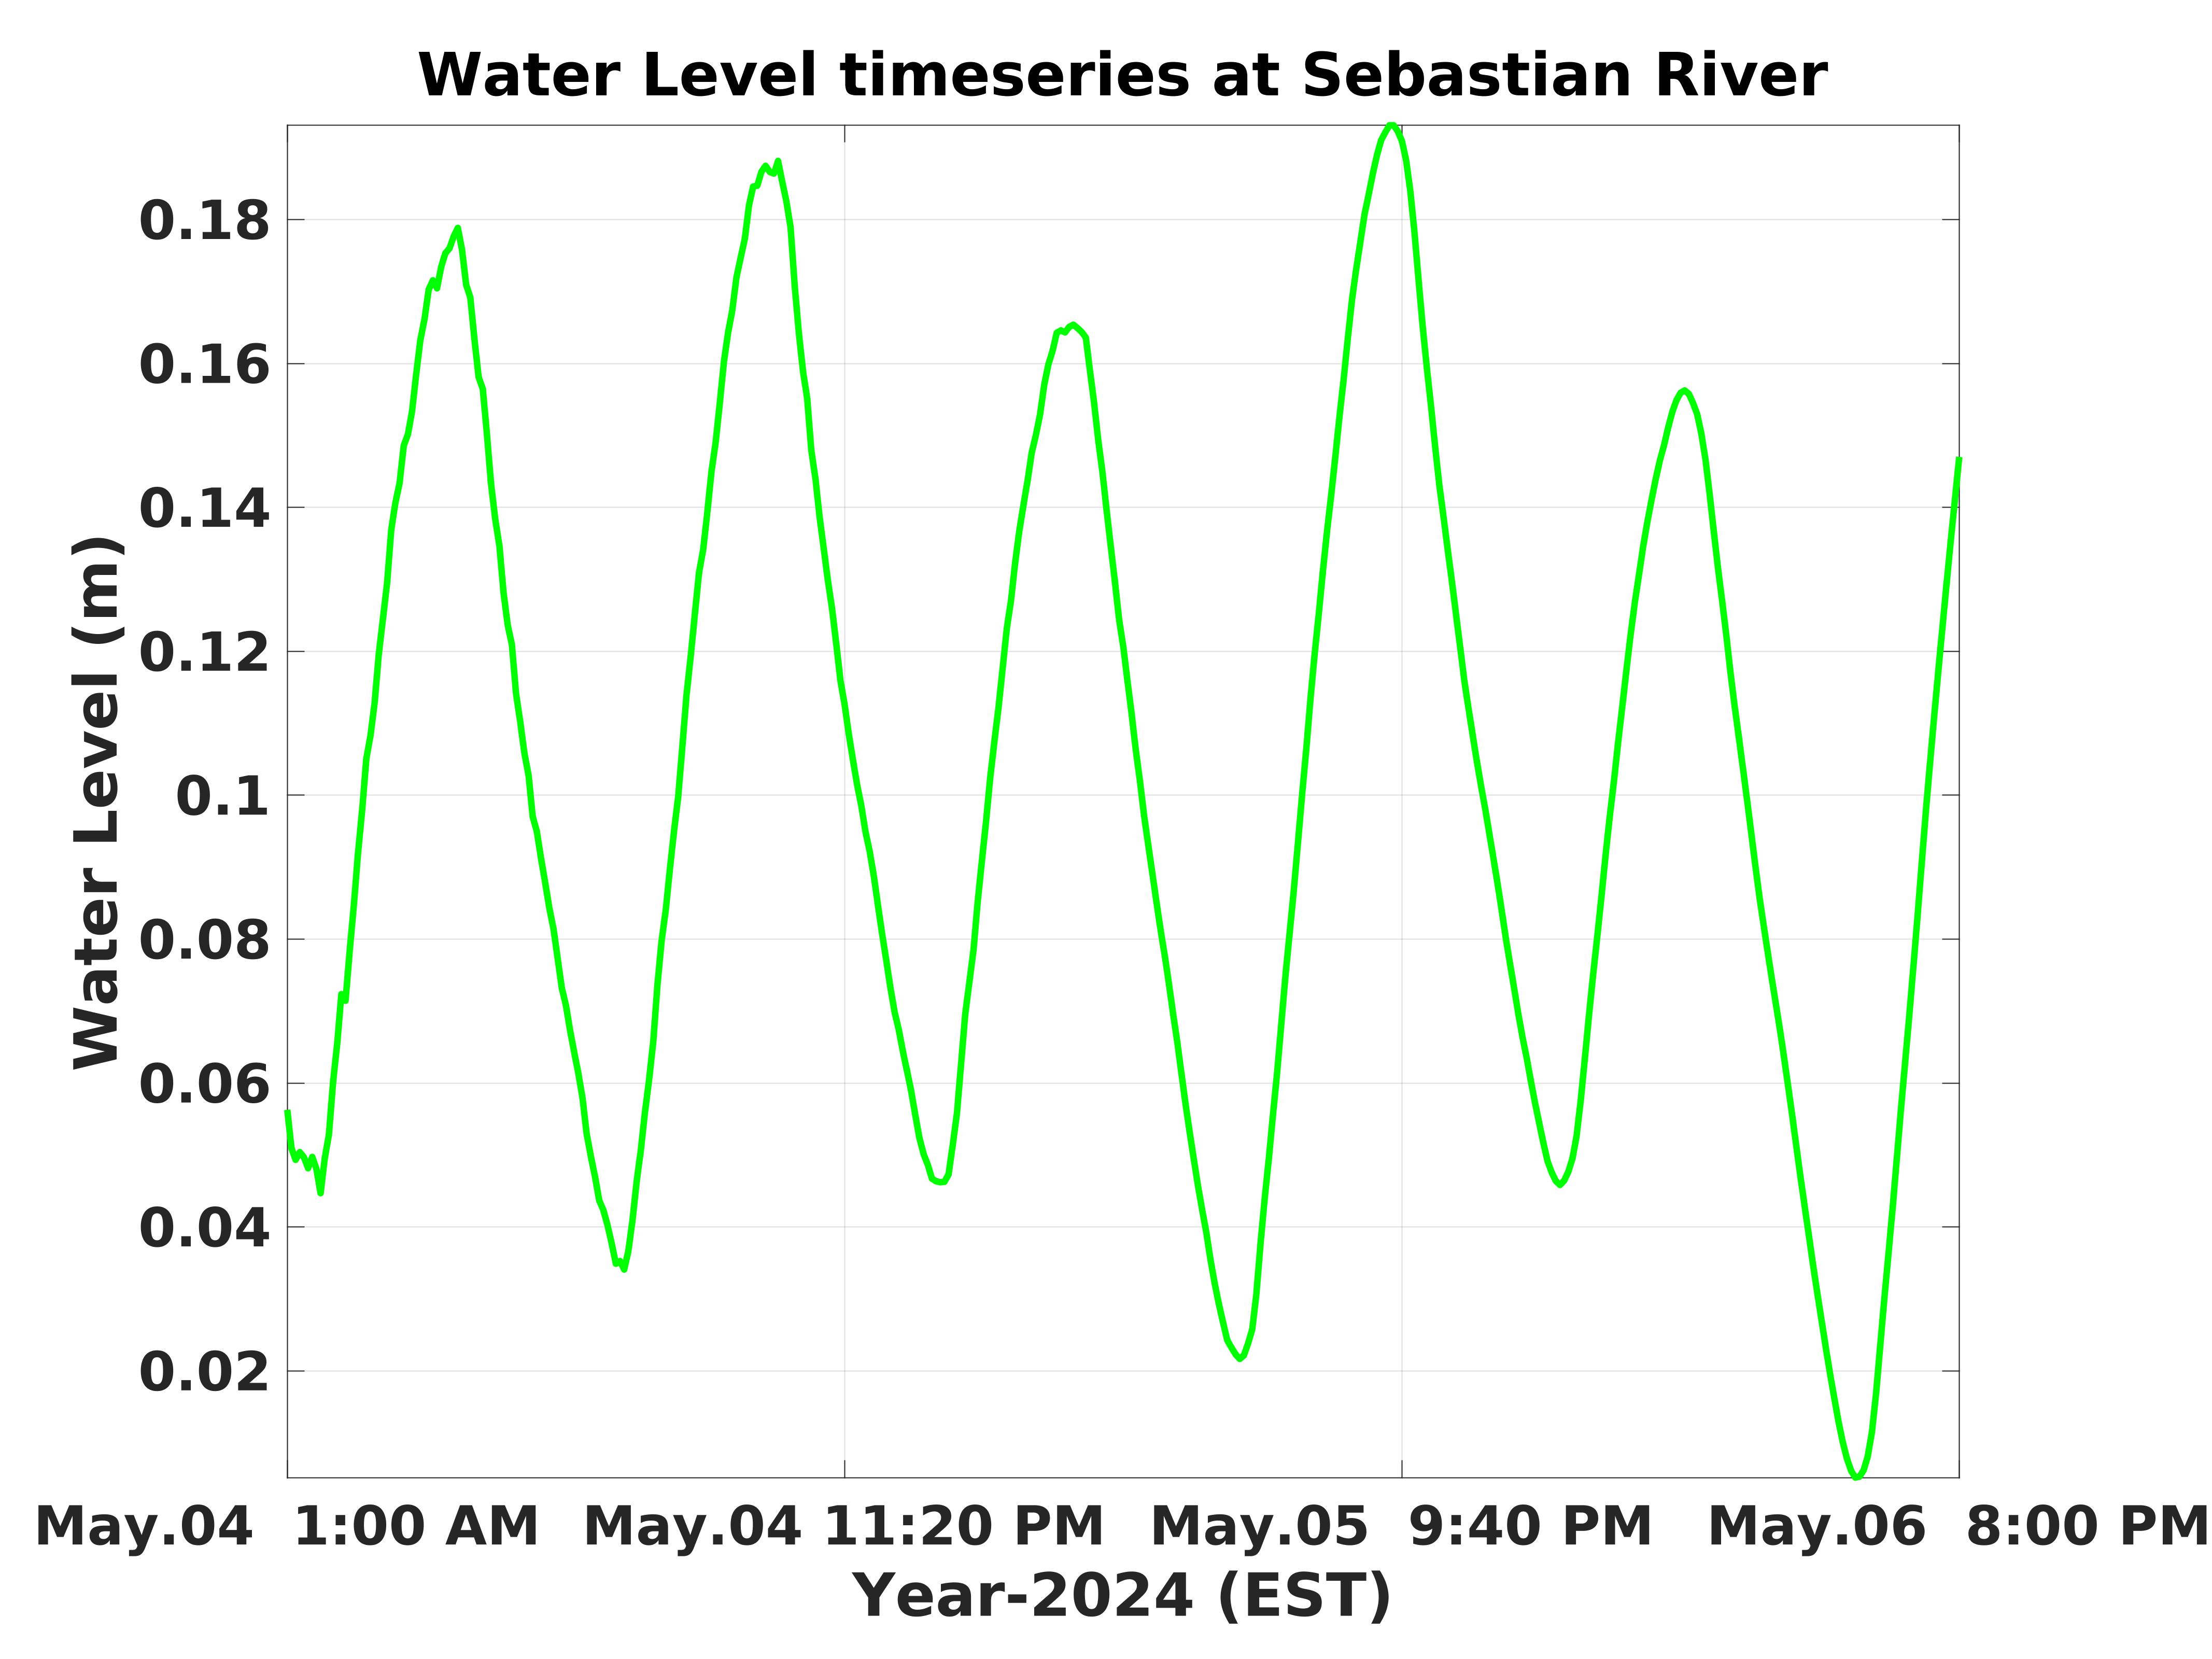 Water Level timeseries at Sebastian River
Water Level (m)
0.18
0.16
0.14
0.12
0.1
0.08
0.06
0.04
0.02
May.04 1:00 AM May.04 11:20 PM May.05 9:40 PM May.06 8:00 PM
Year-2024 (EST)